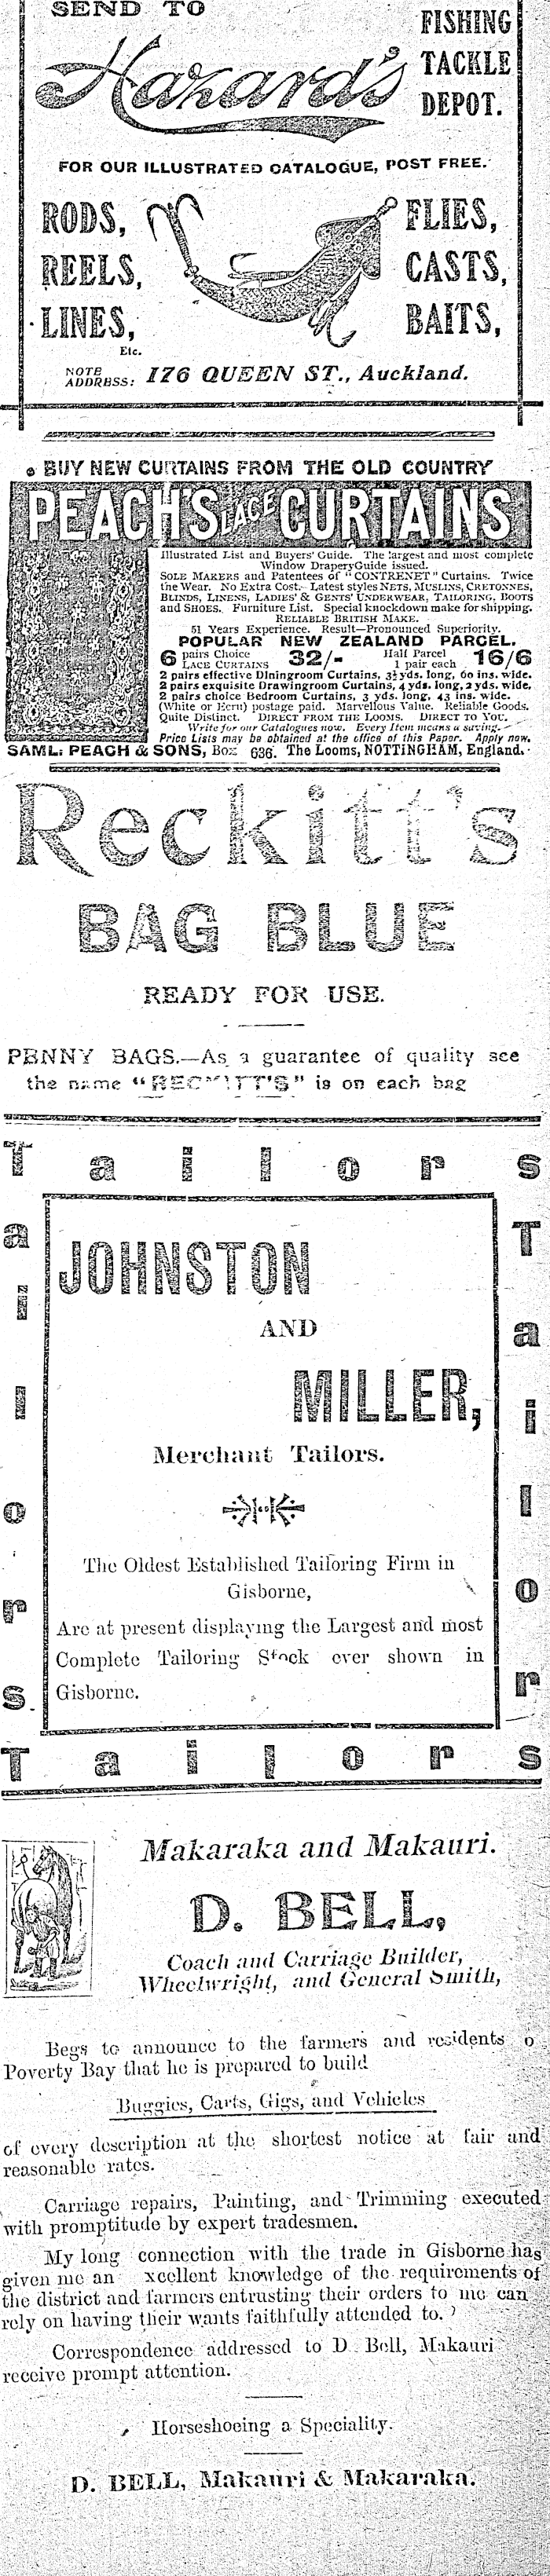 SEND TO
Hazard's
FISHING
TACKLE
DEPOT.
FOR OUR ILLUSTRATED CATALOGUE, POST FREE.
RODS,
REELS,
LINES,
Etc.
FLIES,
CASTS,
BAITS,
NOTE
ADDRESS: 176 QUEEN ST., Auckland.
BUY NEW CURTAINS FROM THE OLD COUNTRY
PEACH'S LACE CURTAINS
Illustrated List and Buyers' Guide. The largest and most complete
Window Drapery Guide issued.
SOLE MAKERS and Patentees of "CONTRENET" Curtains. Twice
the Wear. No Extra Cost. Latest styles NETS, MUSLINS, CRETONNES,
BLINDS, LINENS, LADIES' & GENTS' UNDERWEAR, TAILORING, BOOTS
and SHOES. Furniture List. Special knockdown make for shipping.
RELIABLE BRITISH MAKE.
51 Years Experience. Result—Pronounced Superiority.
POPULAR NEW ZEALAND PARCEL.
6 pairs Choice LACE CURTAINS 32/- Half Parcel 1 pair each 16/6
2 pairs effective Diningroom Curtains, 3½ yds. long, 60 ins. wide.
2 pairs exquisite Drawingroom Curtains, 4 yds. long, 2 yds. wide.
2 pairs choice Bedroom Curtains, 3 yds. long, 43 ins. wide.
(White or Ecru) postage paid. Marvellous Value. Reliable Goods.
Quite Distinct. DIRECT FROM THE LOOMS. DIRECT TO YOU.
Write for our Catalogues now. Every Item means a saving.
Price Lists may be obtained at the office of this Paper. Apply now.
SAML. PEACH & SONS, Box 636. The Looms, NOTTINGHAM, England.
Reckitt's
BAG BLUE
READY FOR USE.
PENNY BAGS.—As a guarantee of quality see
the name "RECKITT'S" is on each bag
Tailors
Tailors
Tailors
JOHNSTON
AND
MILLER,
Merchant Tailors.
The Oldest Established Tailoring Firm in
Gisborne,
Are at present displaying the Largest and most
Complete Tailoring Stock ever shown in
Gisborne.
Tailors
Makaraka and Makauri.
D. BELL,
Coach and Carriage Builder,
Wheelwright, and General Smith,
Begs to announce to the farmers and residents o
Poverty Bay that he is prepared to build
Buggies, Carts, Gigs, and Vehicles
of every description at the shortest notice at fair and
reasonable rates.
Carriage repairs, Painting, and Trimming executed
with promptitude by expert tradesmen.
My long connection with the trade in Gisborne has
given me an xcellent knowledge of the requirements of
the district and farmers entrusting their orders to me can
rely on having their wants faithfully attended to.
Correspondence addressed to D. Bell, Makauri
receive prompt attention.
Horseshoeing a Speciality.
D. BELL, Makauri & Makaraka.